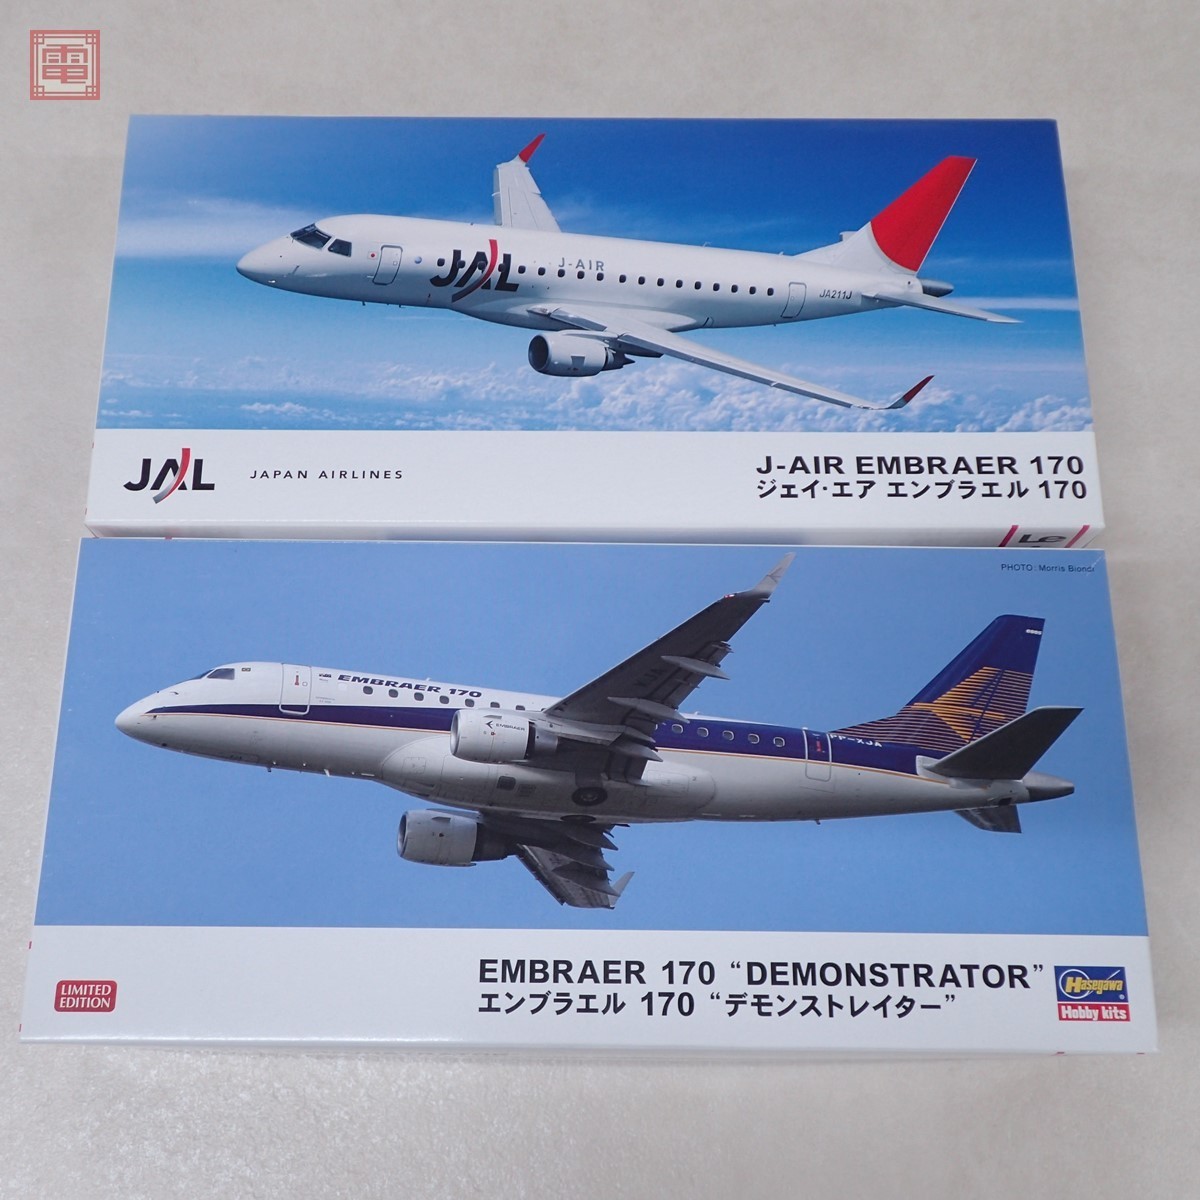 電
JAL
J-AIR
JA211J
JAL
JAPAN AIRLINES
J-AIR EMBRAER 170
ジェイ・エア エンブラエル 170
PHOTO : Morris Biondi
EMBRAER 170
EMBRAER
PP-XJA
LIMITED
EDITION
EMBRAER 170 “DEMONSTRATOR”
エンブラエル 170 “デモンストレイター”
Hasegawa
Hobby kits